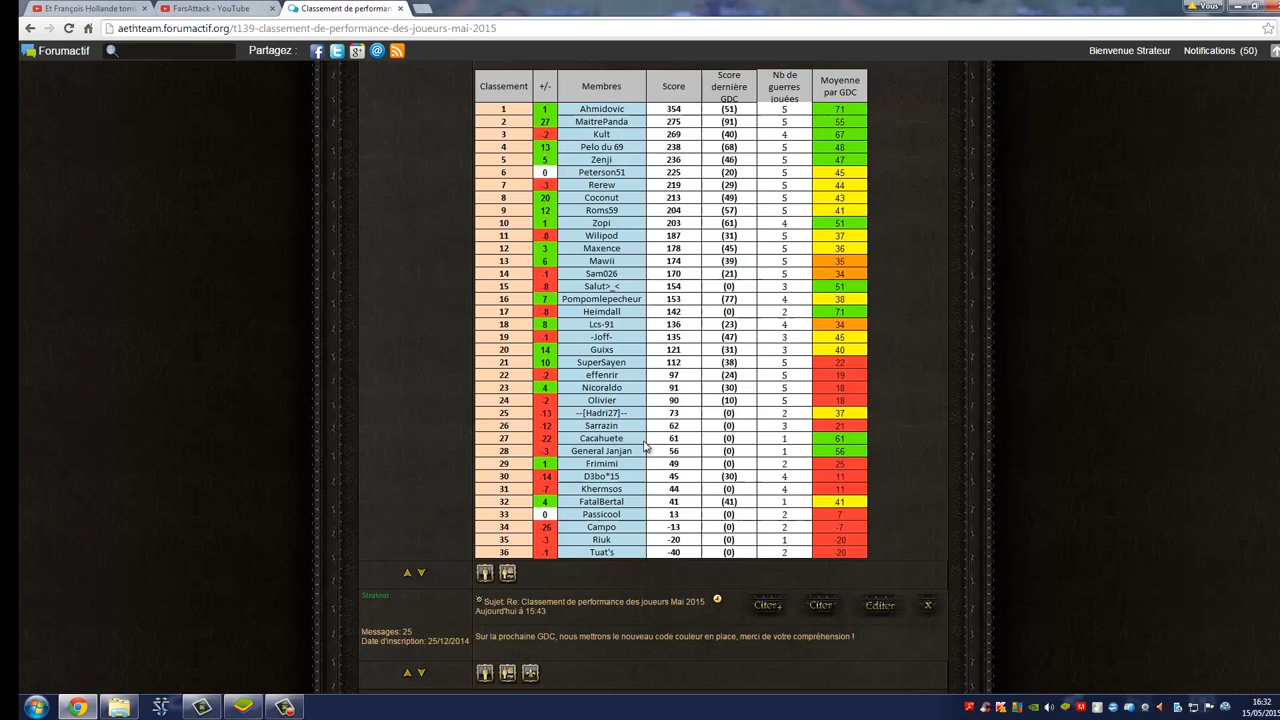 Et François Hollande tom
FarsAttack - YouTube
Classement de performan
Vous
aethteam.forumactif.org/t139-classement-de-performance-des-joueurs-mai-2015
Forumactif Partagez : Bienvenue Strateur Notifications (50)
Classement +/- Membres Score Score dernière GDC Nb de guerres jouées Moyenne par GDC
1 1 Ahmidovic 354 (51) 5 71
2 27 MaitrePanda 275 (91) 5 55
3 -2 Kult 269 (40) 4 67
4 13 Pelo du 69 238 (68) 5 48
5 5 Zenji 236 (46) 5 47
6 0 Peterson51 225 (20) 5 45
7 -3 Rerew 219 (29) 5 44
8 20 Coconut 213 (49) 5 43
9 12 Roms59 204 (57) 5 41
10 1 Zopi 203 (61) 4 51
11 -8 Wilipod 187 (31) 5 37
12 3 Maxence 178 (45) 5 36
13 6 Mawii 174 (39) 5 35
14 -1 Sam026 170 (21) 5 34
15 -8 Salut>_< 154 (0) 3 51
16 7 Pompomlepecheur 153 (77) 4 38
17 -8 Heimdall 142 (0) 2 71
18 8 Lcs-91 136 (23) 4 34
19 -1 -Joff- 135 (47) 3 45
20 14 Guixs 121 (31) 3 40
21 10 SuperSayen 112 (38) 5 22
22 -2 effenrir 97 (24) 5 19
23 4 Nicoraldo 91 (30) 5 18
24 -2 Olivier 90 (10) 5 18
25 -13 --[Hadri27]-- 73 (0) 2 37
26 -12 Sarrazin 62 (0) 3 21
27 -22 Cacahuete 61 (0) 1 61
28 -3 General Janjan 56 (0) 1 56
29 1 Frimimi 49 (0) 2 25
30 -14 D3bo*15 45 (30) 4 11
31 -7 Khermsos 44 (0) 4 11
32 4 FatalBertal 41 (41) 1 41
33 0 Passicool 13 (0) 2 7
34 -26 Campo -13 (0) 2 -7
35 -3 Riuk -20 (0) 1 -20
36 -1 Tuat's -40 (0) 2 -20
Strateur
Messages: 25
Date d'inscription: 25/12/2014
Sujet: Re: Classement de performance des joueurs Mai 2015
Aujourd'hui à 15:43
Citer+ Citer Editer X
Sur la prochaine GDC, nous mettrons le nouveau code couleur en place, merci de votre compréhension !
16:32
15/05/2015